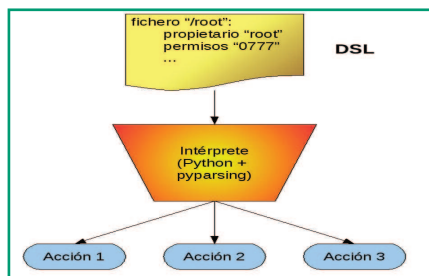 fichero “/root”:
propietario “root”
permisos “0777”
...
DSL
Intérprete
(Python +
pyparsing)
Acción 1
Acción 2
Acción 3